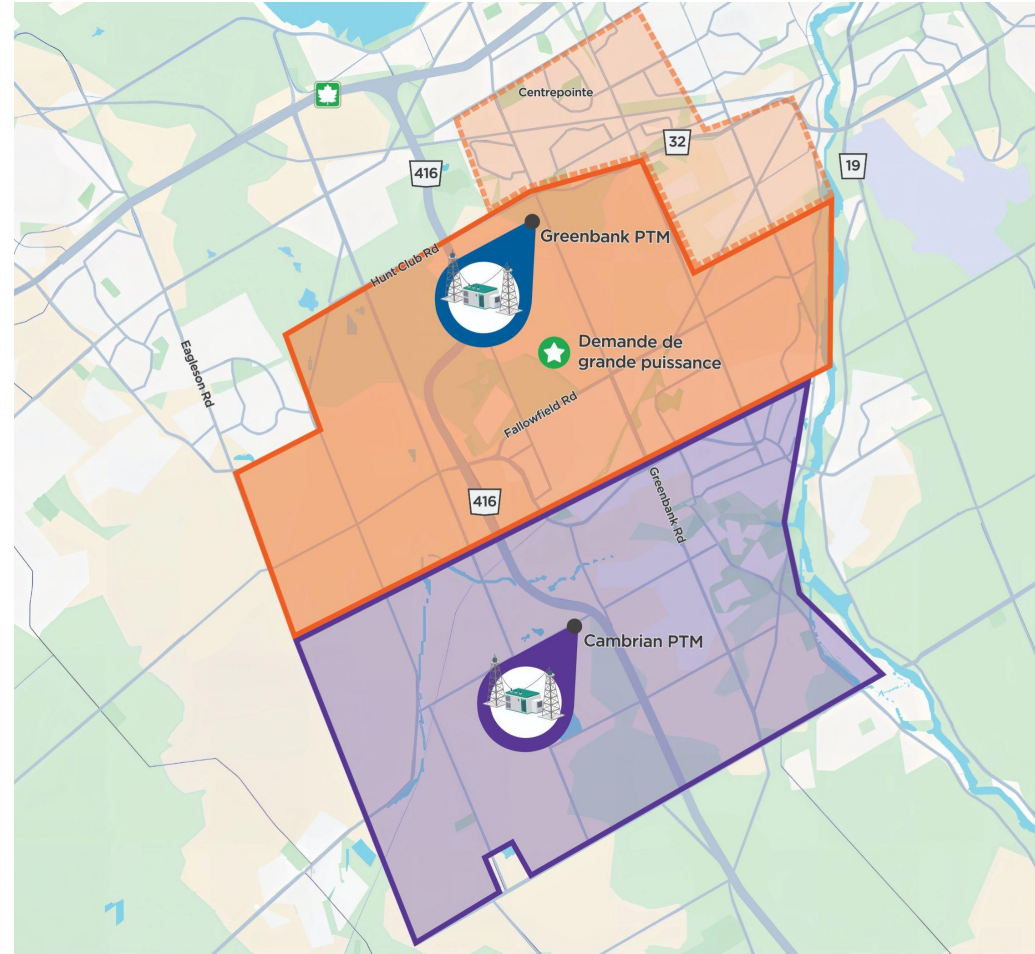 Centrepointe
32
19
416
Greenbank PTM
Hunt Club Rd
Demande de
grande puissance
Eagleson Rd
Fallowfield Rd
416
Greenbank Rd
Cambrian PTM